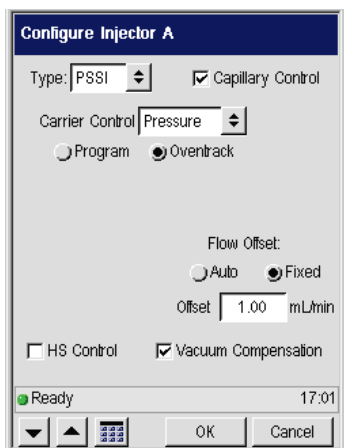 Configure Injector A
Type: PSSI Capillary Control
Carrier Control Pressure
Program Oventrack
Flow Offset:
Auto Fixed
Offset 1.00 mL/min
HS Control Vacuum Compensation
Ready 17:01
OK Cancel